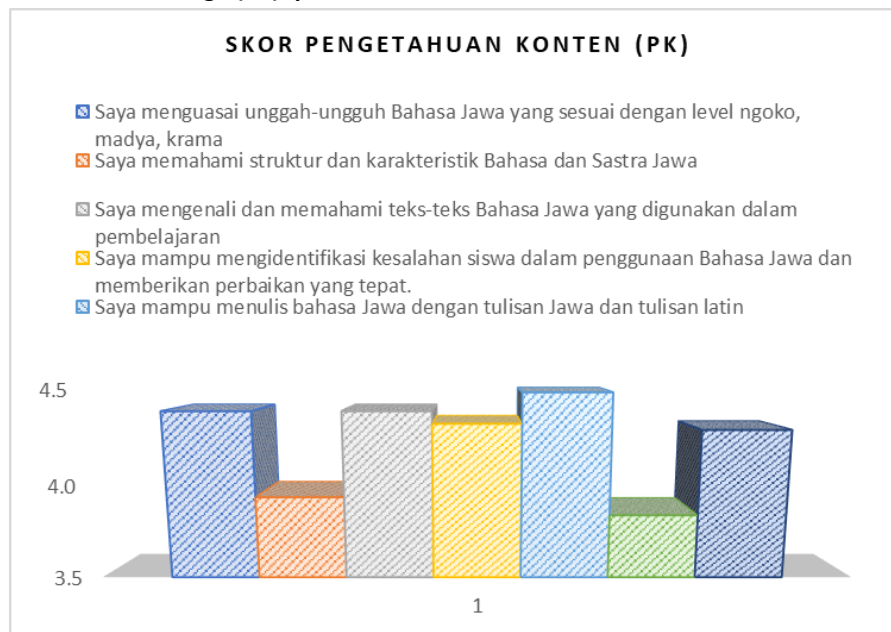 SKOR PENGETAHUAN KONTEN (PK)
Saya menguasai unggah-ungguh Bahasa Jawa yang sesuai dengan level ngoko,
madya, krama
Saya memahami struktur dan karakteristik Bahasa dan Sastra Jawa
Saya mengenali dan memahami teks-teks Bahasa Jawa yang digunakan dalam
pembelajaran
Saya mampu mengidentifikasi kesalahan siswa dalam penggunaan Bahasa Jawa dan
memberikan perbaikan yang tepat.
Saya mampu menulis bahasa Jawa dengan tulisan Jawa dan tulisan latin
4.5
4.0
3.5
1